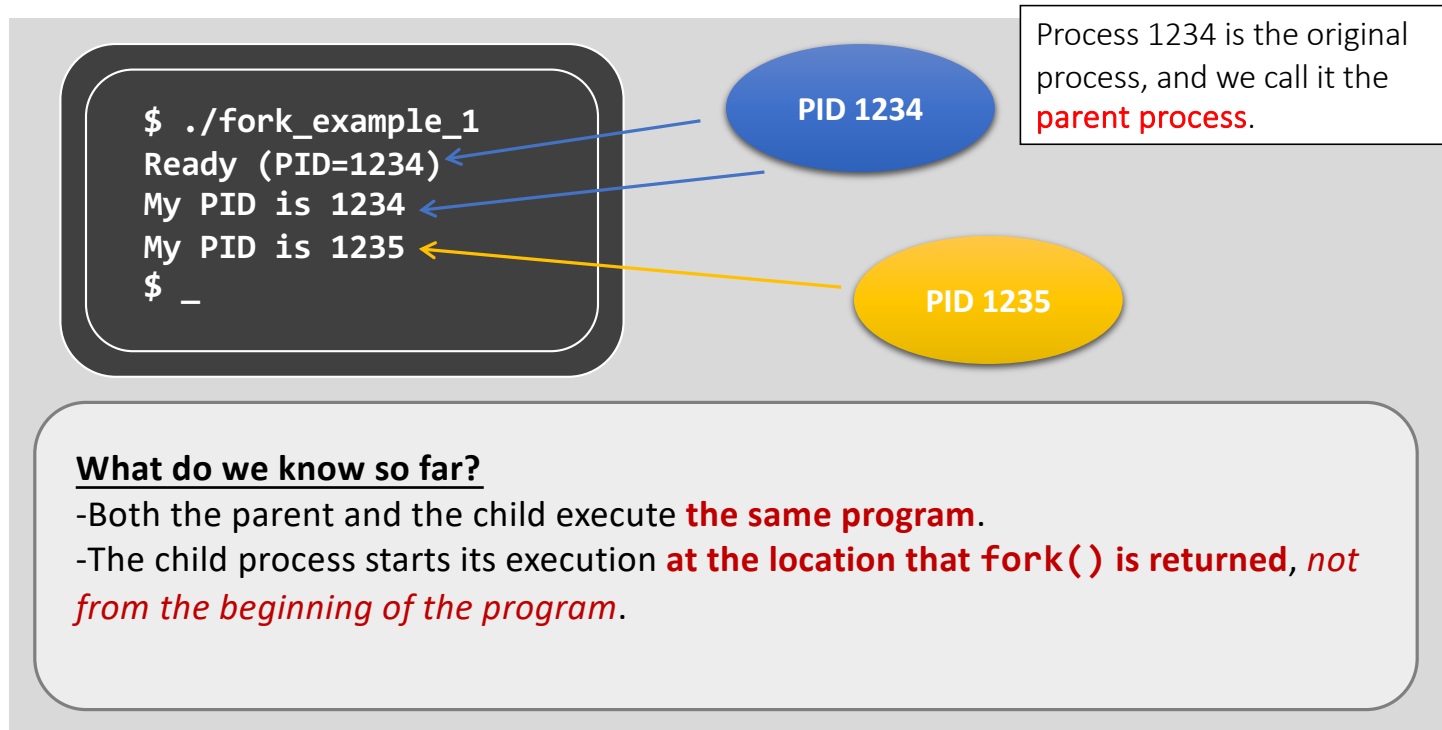 $ ./fork_example_1
Ready (PID=1234)
My PID is 1234
My PID is 1235
$ _
PID 1234
PID 1235
Process 1234 is the original
process, and we call it the
parent process.
What do we know so far?
-Both the parent and the child execute the same program.
-The child process starts its execution at the location that fork() is returned, not
from the beginning of the program.